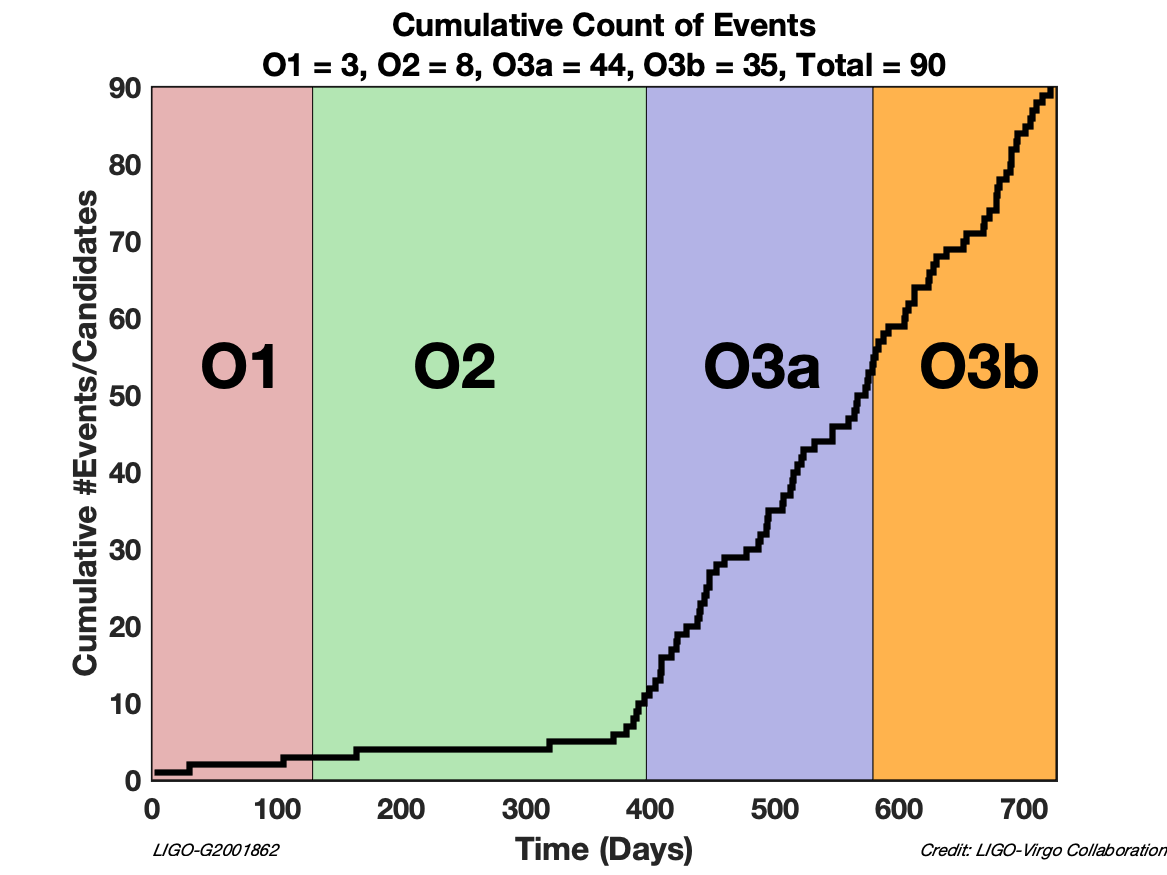 Cumulative Count of Events
O1 = 3, O2 = 8, O3a = 44, O3b = 35, Total = 90
Cumulative #Events/Candidates
90
80
70
60
50
40
30
20
10
0
O1 O2 O3a O3b
0 100 200 300 400 500 600 700
Time (Days)
LIGO-G2001862
Credit: LIGO-Virgo Collaboration